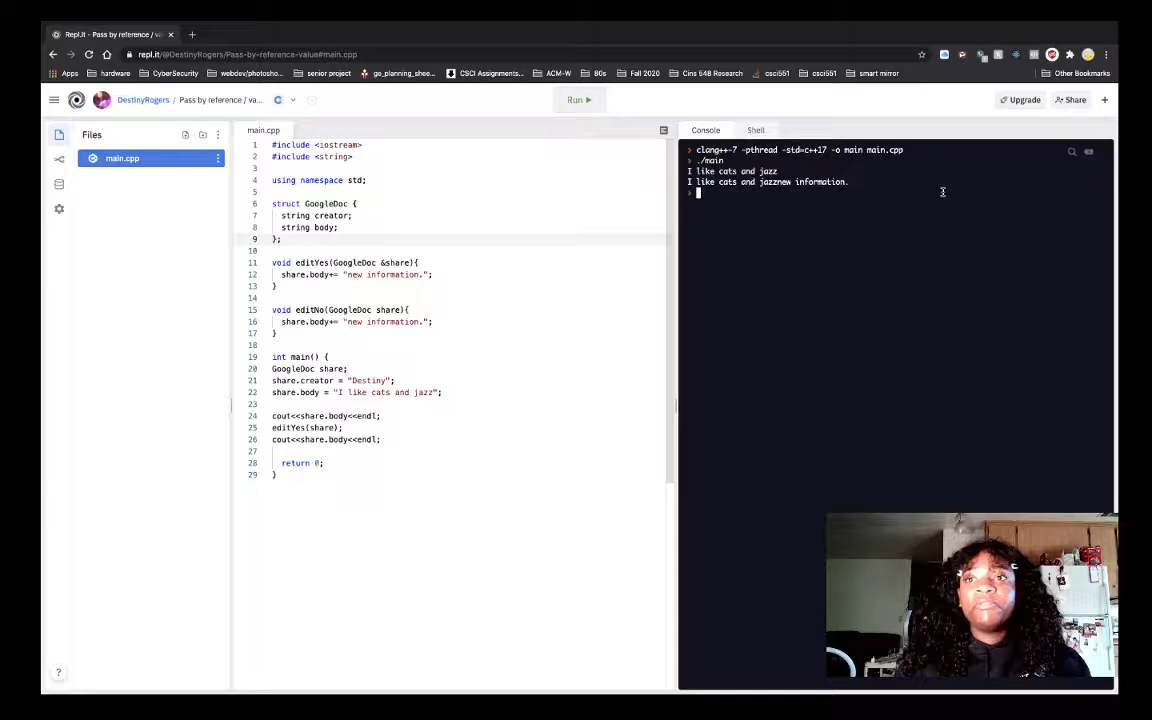 Repl.it - Pass by reference / va
repl.it/@DestinyRogers/Pass-by-reference-value#main.cpp
Apps hardware CyberSecurity webdev/photosho... senior project go_planning_shee... CSCI Assignments... ACM-W 80s Fall 2020 Cins 548 Research csci551 csci551 smart mirror Other Bookmarks
DestinyRogers / Pass by reference / va... C Run Upgrade Share +
Files main.cpp Console Shell
main.cpp
1 #include <iostream>
2 #include <string>
3
4 using namespace std;
5
6 struct GoogleDoc {
7 string creator;
8 string body;
9 };
10
11 void editYes(GoogleDoc &share){
12 share.body+= "new information.";
13 }
14
15 void editNo(GoogleDoc share){
16 share.body+= "new information.";
17 }
18
19 int main() {
20 GoogleDoc share;
21 share.creator = "Destiny";
22 share.body = "I like cats and jazz";
23
24 cout<<share.body<<endl;
25 editYes(share);
26 cout<<share.body<<endl;
27
28 return 0;
29 }
> clang++-7 -pthread -std=c++17 -o main main.cpp
> ./main
I like cats and jazz
I like cats and jazznew information.
>
?